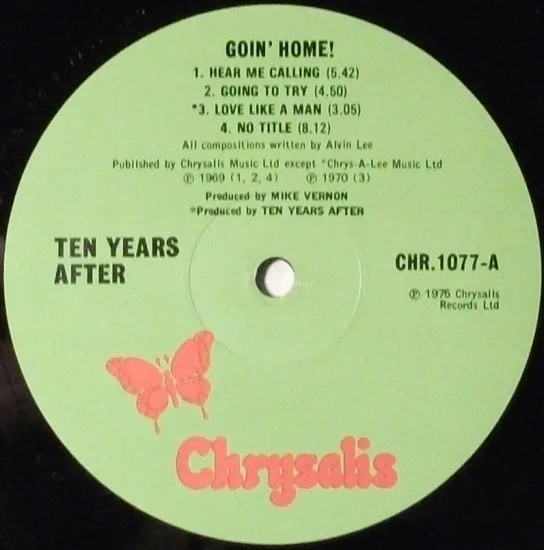 GOIN' HOME!
1. HEAR ME CALLING (5.42)
2. GOING TO TRY (4.50)
*3. LOVE LIKE A MAN (3.05)
4. NO TITLE (8.12)
All compositions written by Alvin Lee
Published by Chrysalis Music Ltd except *Chrys-A-Lee Music Ltd
℗ 1969 (1, 2, 4) ℗ 1970 (3)
Produced by MIKE VERNON
*Produced by TEN YEARS AFTER
TEN YEARS
AFTER
CHR.1077-A
℗ 1975 Chrysalis
Records Ltd
Chrysalis